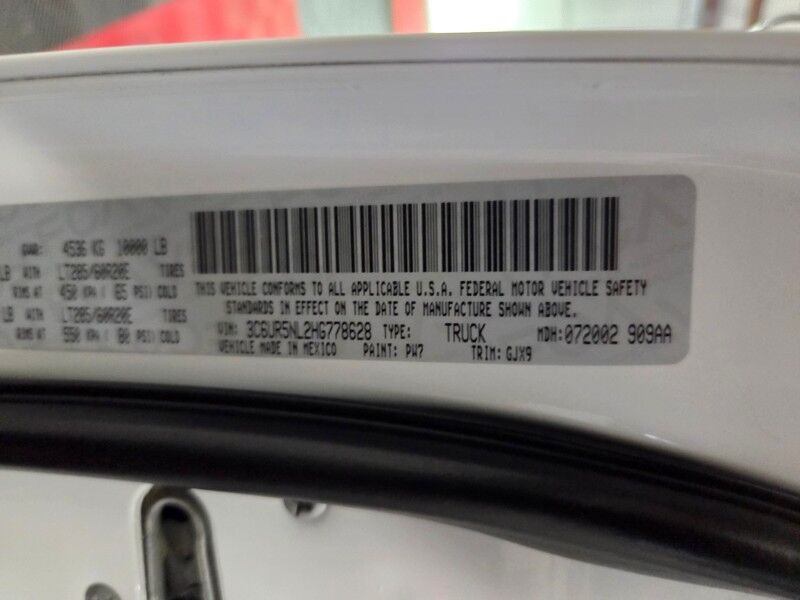 GVWR: 4536 KG 10000 LB
LB WITH LT285/60R20E TIRES
RIMS AT 450 KPA / 65 PSI) COLD
LB WITH LT285/60R20E TIRES
RIMS AT 550 KPA / 80 PSI) COLD
THIS VEHICLE CONFORMS TO ALL APPLICABLE U.S.A. FEDERAL MOTOR VEHICLE SAFETY
STANDARDS IN EFFECT ON THE DATE OF MANUFACTURE SHOWN ABOVE.
VIN: 3C6UR5NL2HG778628 TYPE: TRUCK MDH:072002 909AA
VEHICLE MADE IN MEXICO PAINT: PW7 TRIM: GJX9